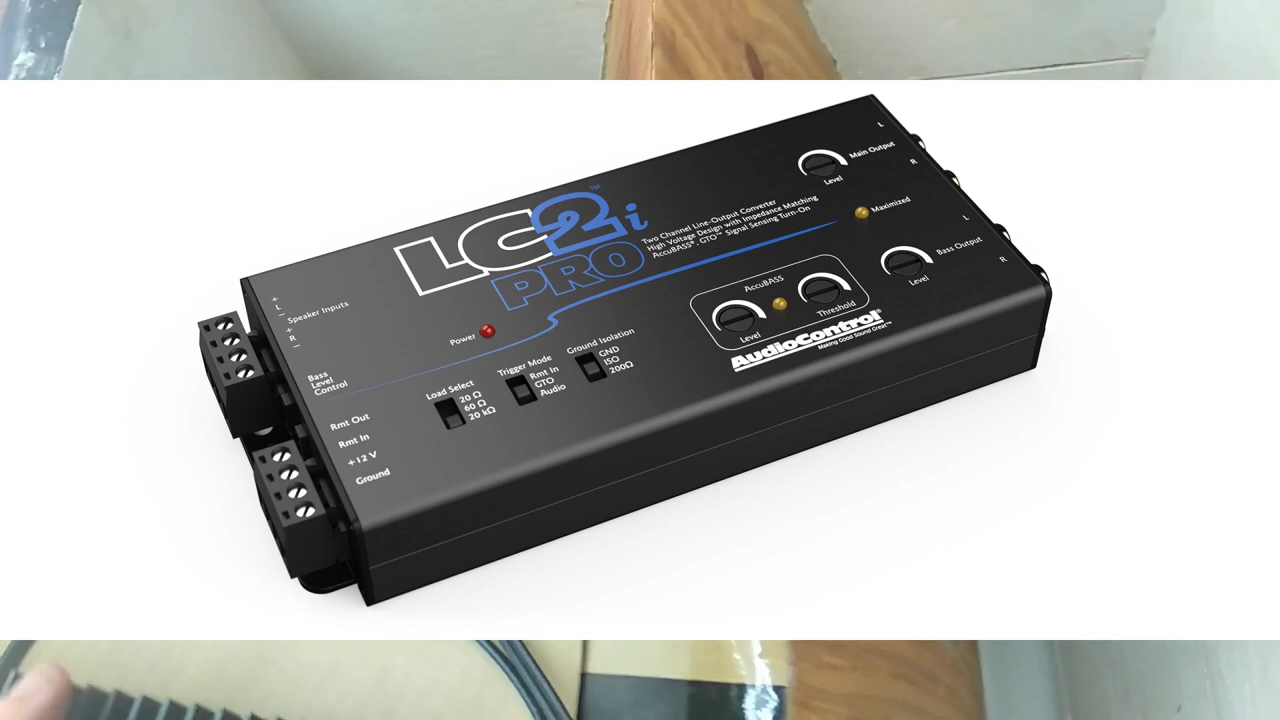 LC2i™
PRO
Two Channel Line-Output Converter
High Voltage Design with Impedance Matching
AccuBASS® · GTO™ Signal Sensing Turn-On
L
Main Output
R
Level
Maximized
L
Bass Output
R
Level
AccuBASS
Level
Threshold
AudioControl®
Making Good Sound Great™
+
L
–
Speaker Inputs
+
R
–
Power
Bass
Level
Control
Rmt Out
Rmt In
+12 V
Ground
Load Select
20 Ω
60 Ω
20 kΩ
Trigger Mode
Rmt In
GTO
Audio
Ground Isolation
GND
ISO
200Ω